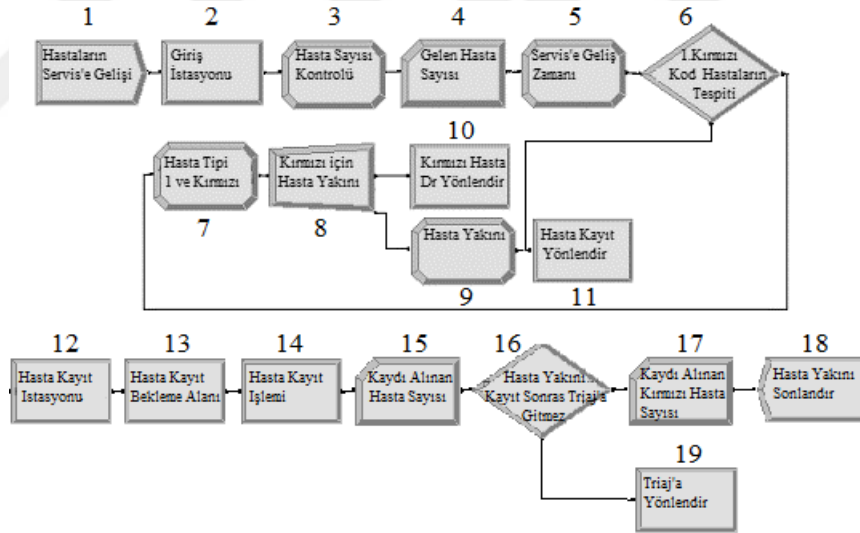 1 2 3 4 5 6
Hastaların
Servis'e Gelişi
Giriş
İstasyonu
Hasta Sayısı
Kontrolü
Gelen Hasta
Sayısı
Servis'e Geliş
Zamanı
1.Kırmızı
Kod Hastaların
Tespiti
10
Hasta Tipi
1 ve Kırmızı
Kırmızı için
Hasta Yakını
Kırmızı Hasta
Dr Yönlendir
7 8
Hasta Yakını
Hasta Kayıt
Yönlendir
9 11
12 13 14 15 16 17 18
Hasta Kayıt
Istasyonu
Hasta Kayıt
Bekleme Alanı
Hasta Kayıt
Işlemi
Kaydı Alınan
Hasta Sayısı
Hasta Yakını
Kayıt Sonras Triaj'a
Gitmez
Kaydı Alınan
Kırmızı Hasta
Sayısı
Hasta Yakını
Sonlandır
19
Triaj'a
Yönlendir